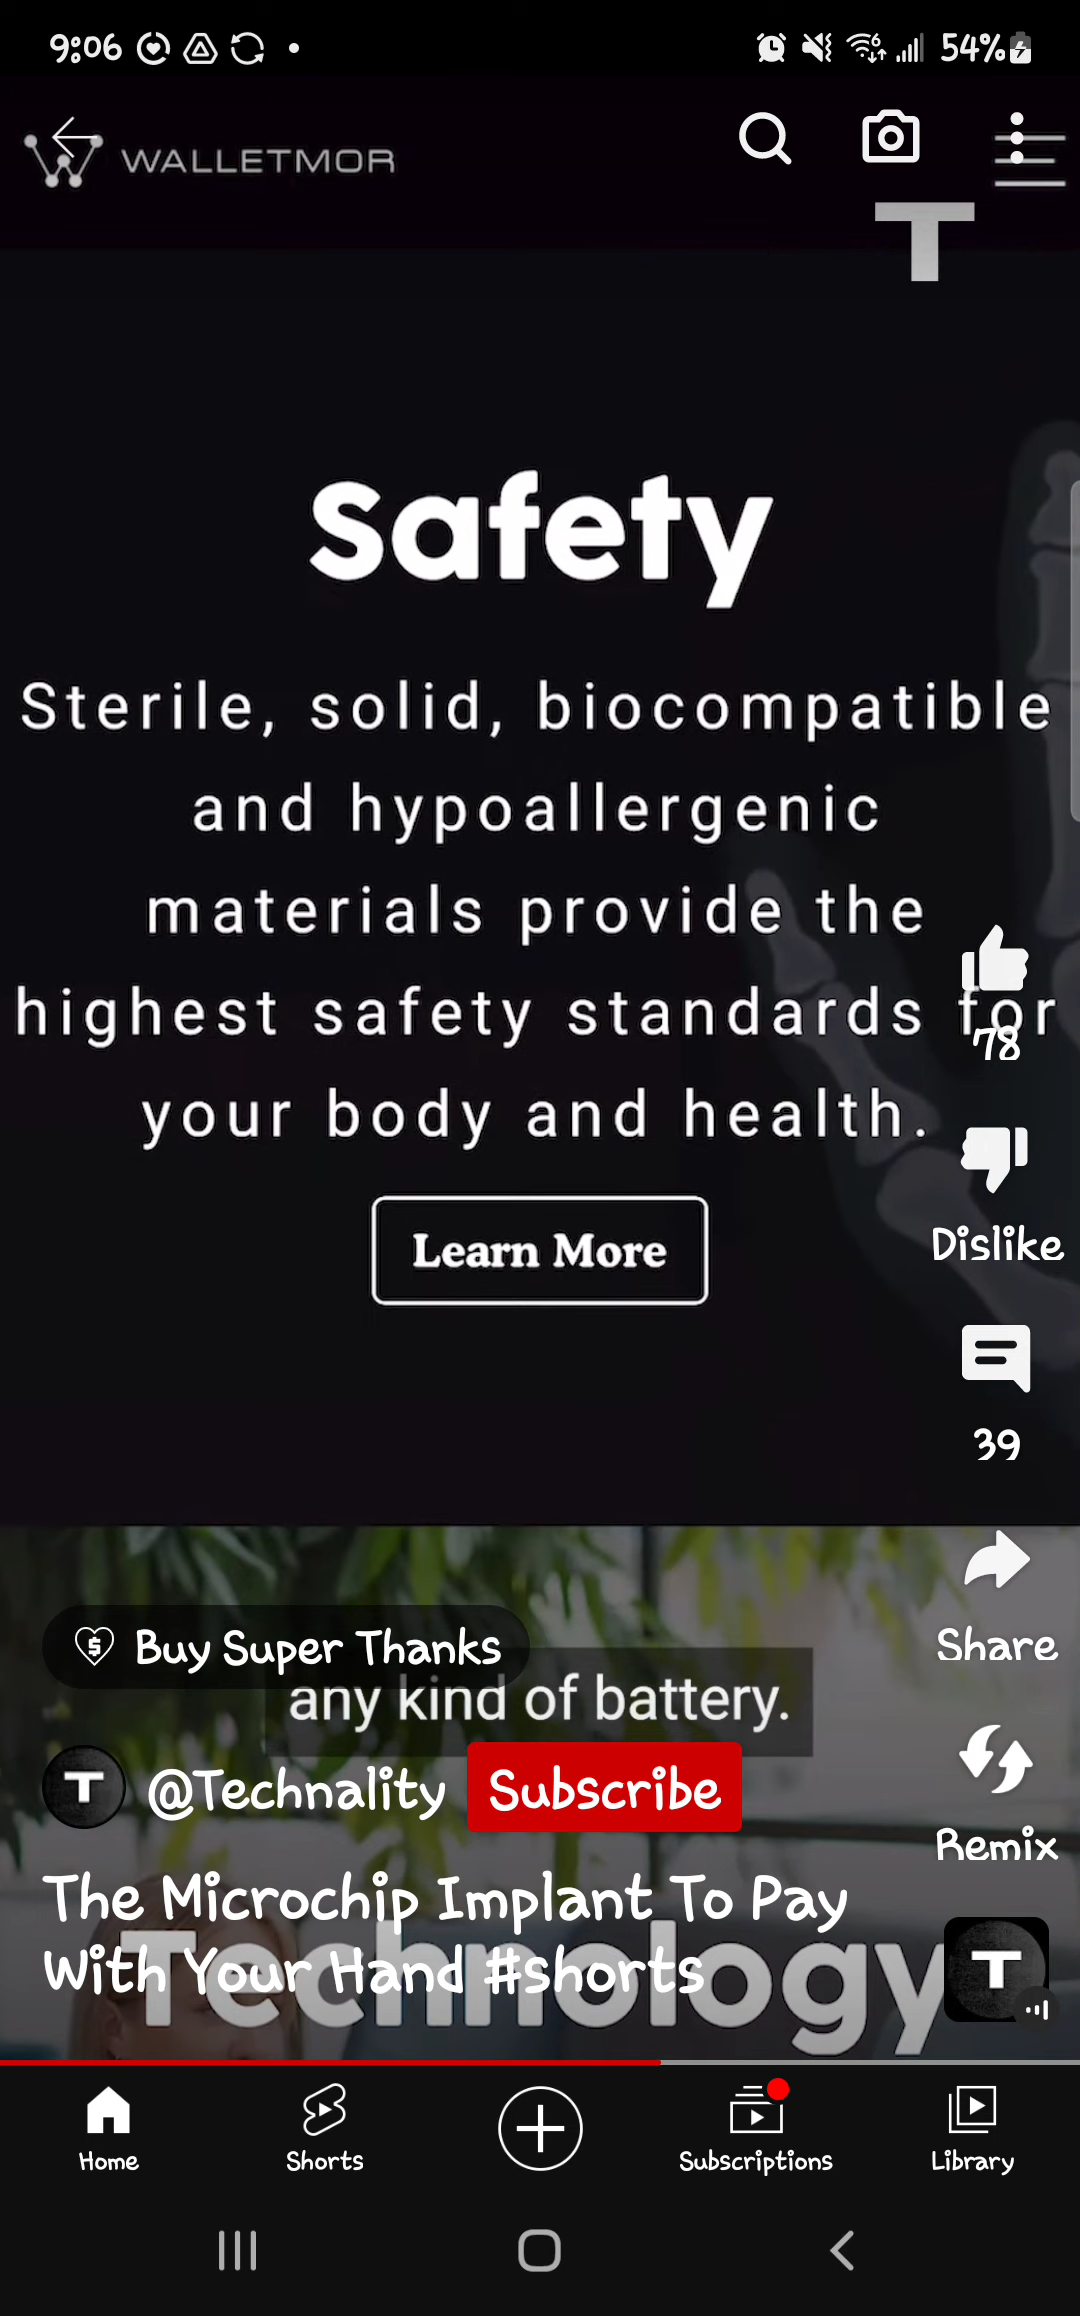 9:06
54%
WALLETMOR
T
Safety
Sterile, solid, biocompatible
and hypoallergenic
materials provide the
highest safety standards for
your body and health.
78
Dislike
Learn More
39
Share
Buy Super Thanks
any kind of battery.
T
@Technality
Subscribe
Remix
The Microchip Implant To Pay
With Your Hand #shorts
Technology
T
Home
Shorts
Subscriptions
Library